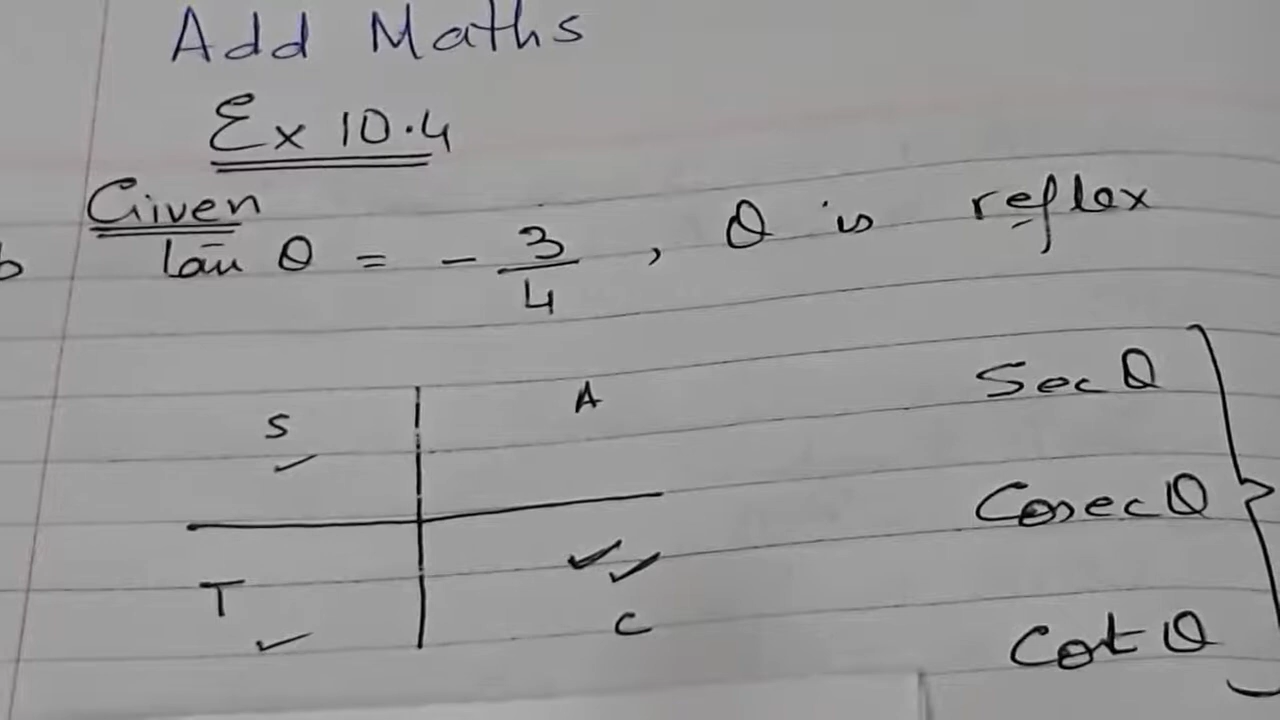 Add Maths
Ex 10.4
Given
b tan θ = - 3/4 , θ is reflex
S A Sec θ
Cosec θ
T C Cot θ